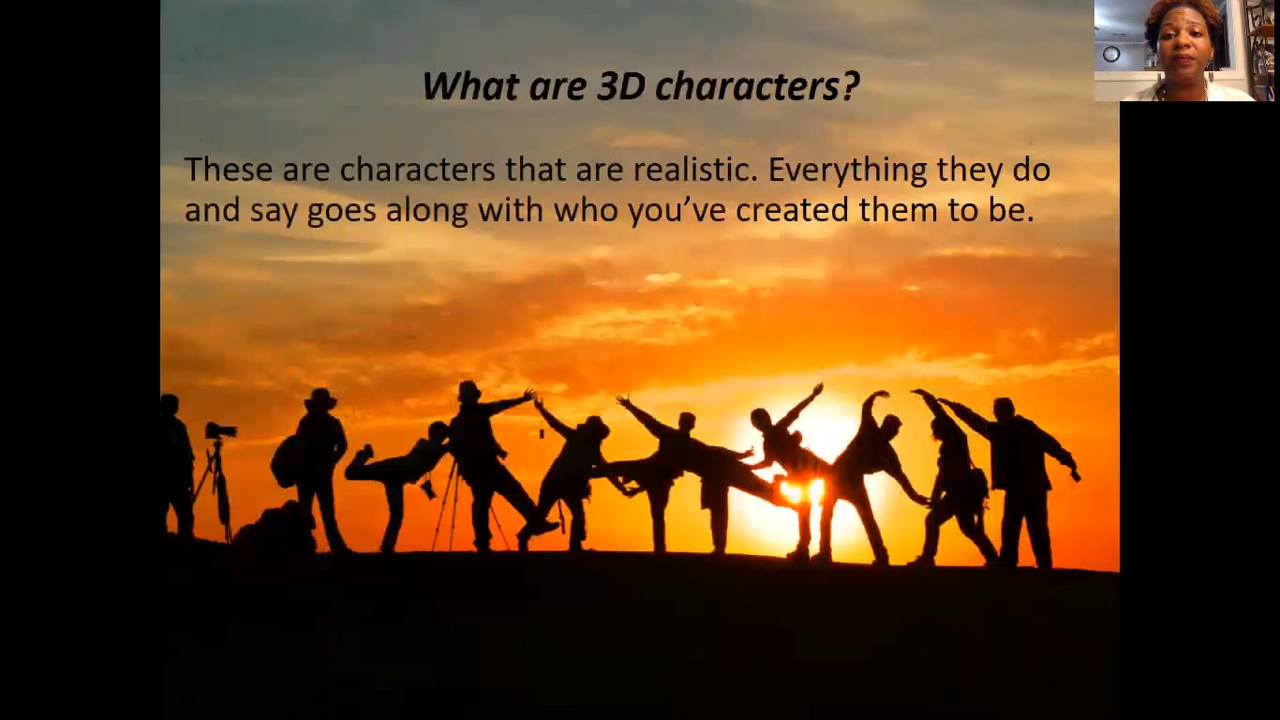 What are 3D characters?
These are characters that are realistic. Everything they do
and say goes along with who you’ve created them to be.